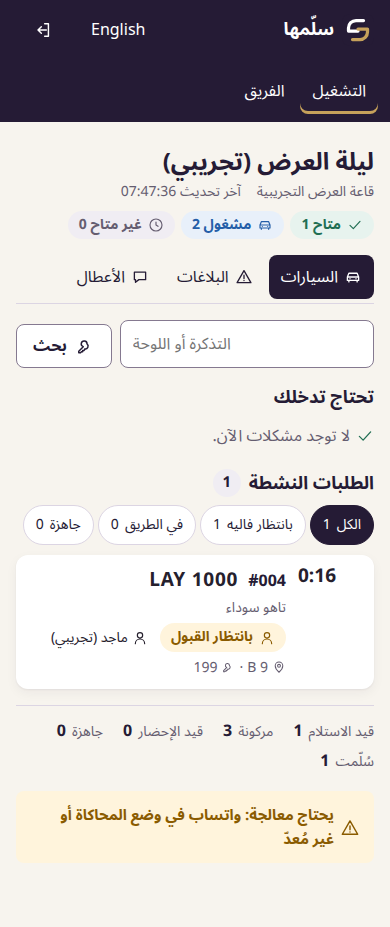 سلّمها
English
التشغيل
الفريق
ليلة العرض (تجريبي)
قاعة العرض التجريبية آخر تحديث 07:47:36
متاح 1
مشغول 2
غير متاح 0
السيارات
البلاغات
الأعطال
التذكرة أو اللوحة
بحث
تحتاج تدخلك
لا توجد مشكلات الآن.
الطلبات النشطة 1
الكل 1
بانتظار فاليه 1
في الطريق 0
جاهزة 0
0:16 #004 LAY 1000
تاهو سوداء
بانتظار القبول ماجد (تجريبي)
B 9 · 199
قيد الاستلام 1 مركونة 3 قيد الإحضار 0 جاهزة 0
سُلّمت 1
يحتاج معالجة: واتساب في وضع المحاكاة أو
غير مُعدّ